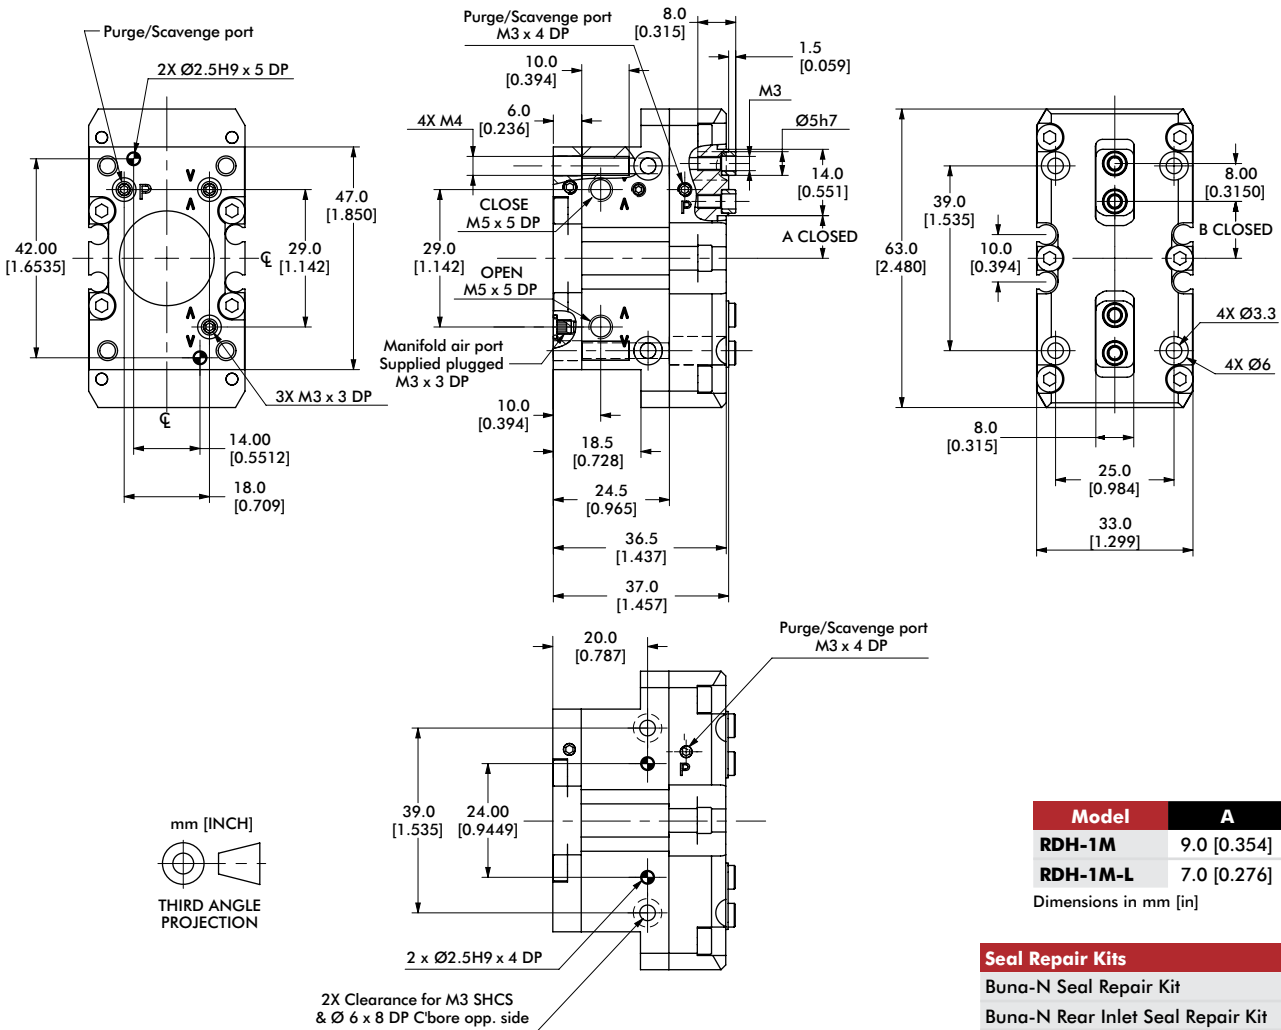 Purge/Scavenge port
2X Ø2.5H9 x 5 DP
P
42.00
[1.6535]
47.0
[1.850]
29.0
[1.142]
℄
3X M3 x 3 DP
℄
14.00
[0.5512]
18.0
[0.709]
Purge/Scavenge port
M3 x 4 DP
8.0
[0.315]
1.5
[0.059]
10.0
[0.394]
M3
6.0
[0.236]
4X M4
Ø5h7
14.0
[0.551]
CLOSE
M5 x 5 DP
P
A CLOSED
29.0
[1.142]
OPEN
M5 x 5 DP
Manifold air port
Supplied plugged
M3 x 3 DP
10.0
[0.394]
18.5
[0.728]
24.5
[0.965]
36.5
[1.437]
37.0
[1.457]
39.0
[1.535]
8.00
[0.3150]
63.0
[2.480]
10.0
[0.394]
B CLOSED
4X Ø3.3
4X Ø6
8.0
[0.315]
25.0
[0.984]
33.0
[1.299]
20.0
[0.787]
Purge/Scavenge port
M3 x 4 DP
P
39.0
[1.535]
24.00
[0.9449]
2 x Ø2.5H9 x 4 DP
2X Clearance for M3 SHCS
& Ø 6 x 8 DP C'bore opp. side
mm [INCH]
THIRD ANGLE
PROJECTION
Model A
RDH-1M 9.0 [0.354]
RDH-1M-L 7.0 [0.276]
Dimensions in mm [in]
Seal Repair Kits
Buna-N Seal Repair Kit
Buna-N Rear Inlet Seal Repair Kit